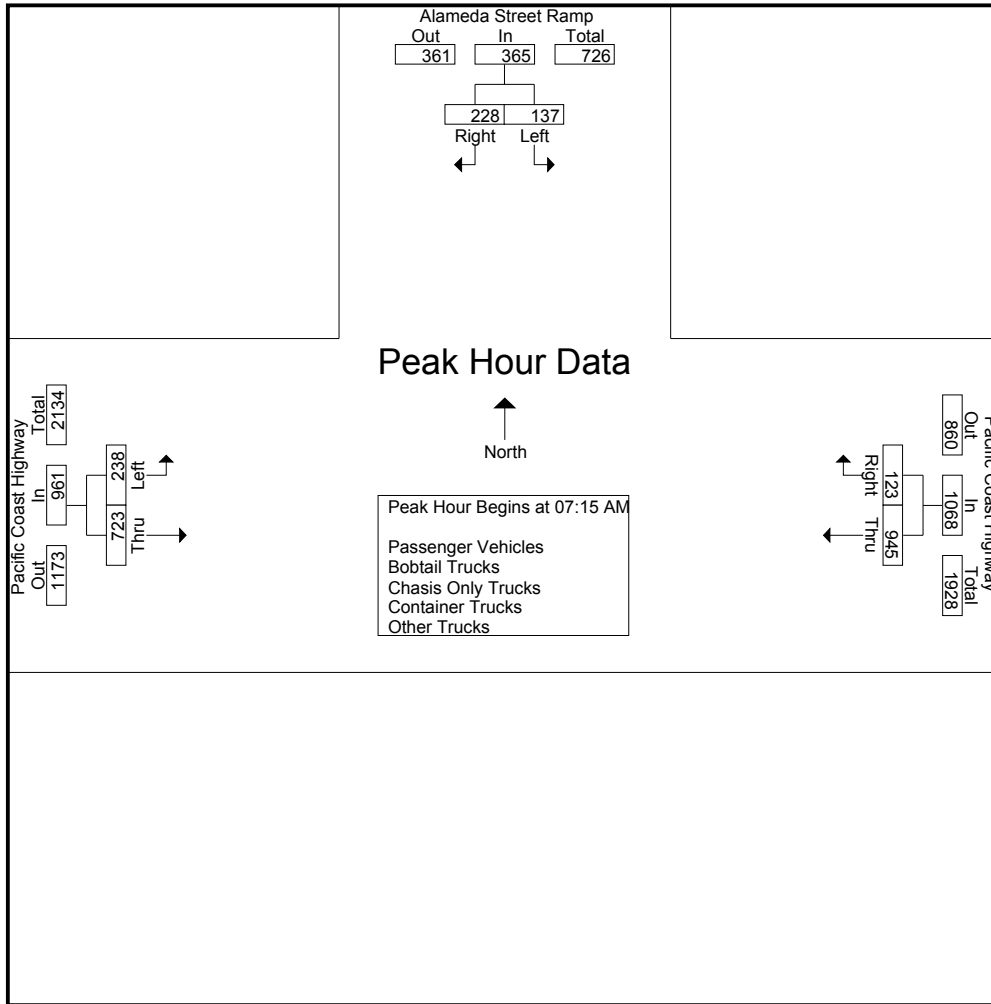 Alameda Street Ramp
Out In Total
361 365 726
228 137
Right Left
Peak Hour Data
North
Peak Hour Begins at 07:15 AM
Passenger Vehicles
Bobtail Trucks
Chasis Only Trucks
Container Trucks
Other Trucks
Pacific Coast Highway
Out In Total
1173 961 2134
723 238
Thru Left
Pacific Coast Highway
Out In Total
860 1068 1928
123 945
Right Thru